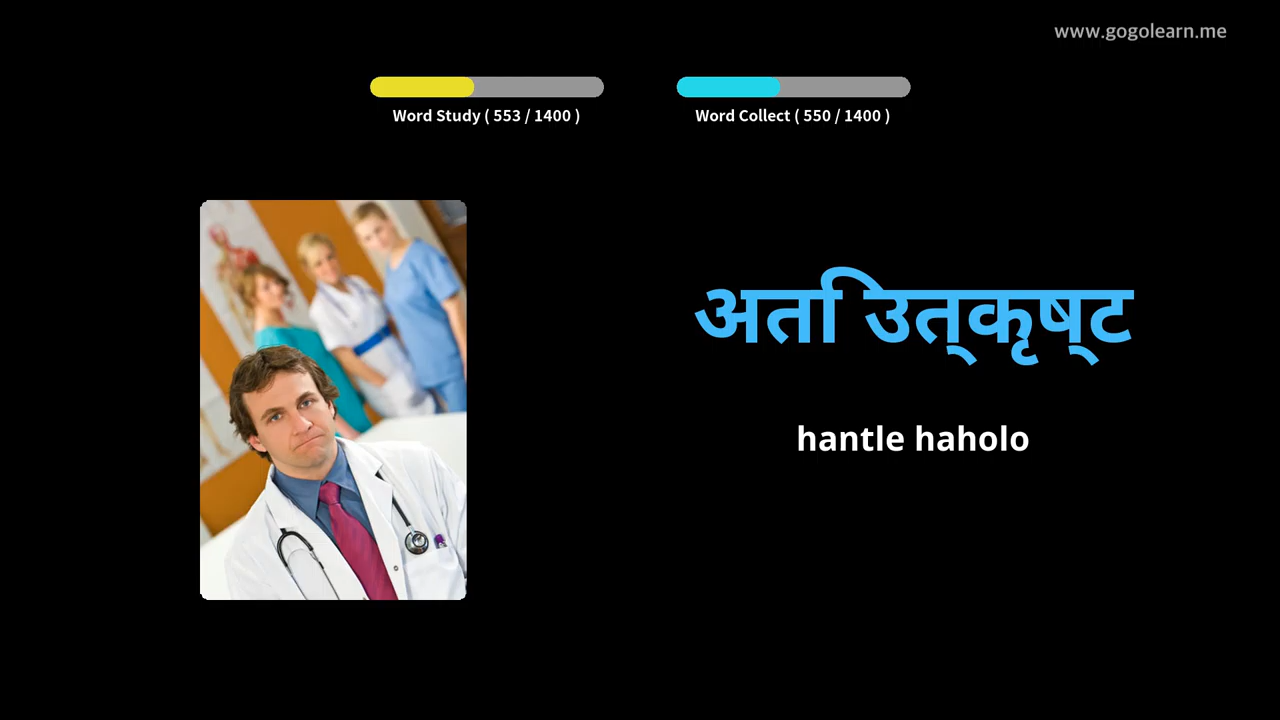 www.gogolearn.me
Word Study ( 553 / 1400 )
Word Collect ( 550 / 1400 )
अति उत्कृष्ट
hantle haholo